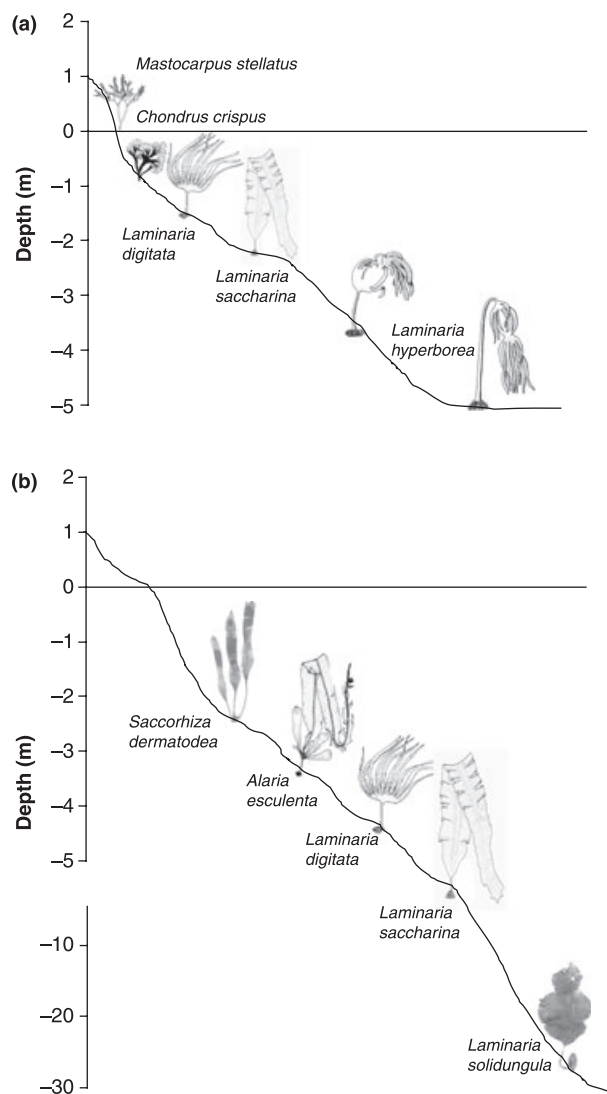 (a)
2
1
0
−1
−2
−3
−4
−5
Depth (m)
Mastocarpus stellatus
Chondrus crispus
Laminaria
digitata
Laminaria
saccharina
Laminaria
hyperborea
(b)
2
1
0
−1
−2
−3
−4
−5
−10
−20
−30
Depth (m)
Saccorhiza
dermatodea
Alaria
esculenta
Laminaria
digitata
Laminaria
saccharina
Laminaria
solidungula